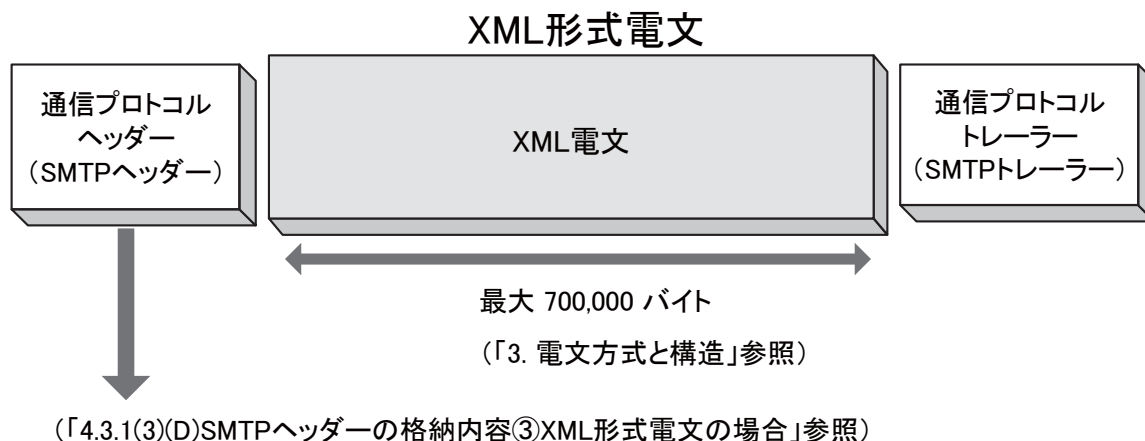 XML形式電文
通信プロトコル
ヘッダー
（SMTPヘッダー）
XML電文
通信プロトコル
トレーラー
（SMTPトレーラー）
最大 700,000 バイト
（「3. 電文方式と構造」参照）
（「4.3.1(3)(D)SMTPヘッダーの格納内容③XML形式電文の場合」参照）